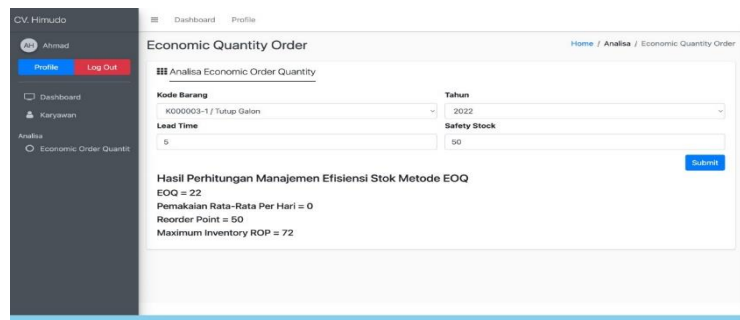 CV. Himudo
Dashboard Profile
AH Ahmad
Profile Log Out
Dashboard
Karyawan
Analisa
Economic Order Quantit
Economic Quantity Order
Home / Analisa / Economic Quantity Order
Analisa Economic Order Quantity
Kode Barang
K000003-1 / Tutup Galon
Tahun
2022
Lead Time
5
Safety Stock
50
Submit
Hasil Perhitungan Manajemen Efisiensi Stok Metode EOQ
EOQ = 22
Pemakaian Rata-Rata Per Hari = 0
Reorder Point = 50
Maximum Inventory ROP = 72